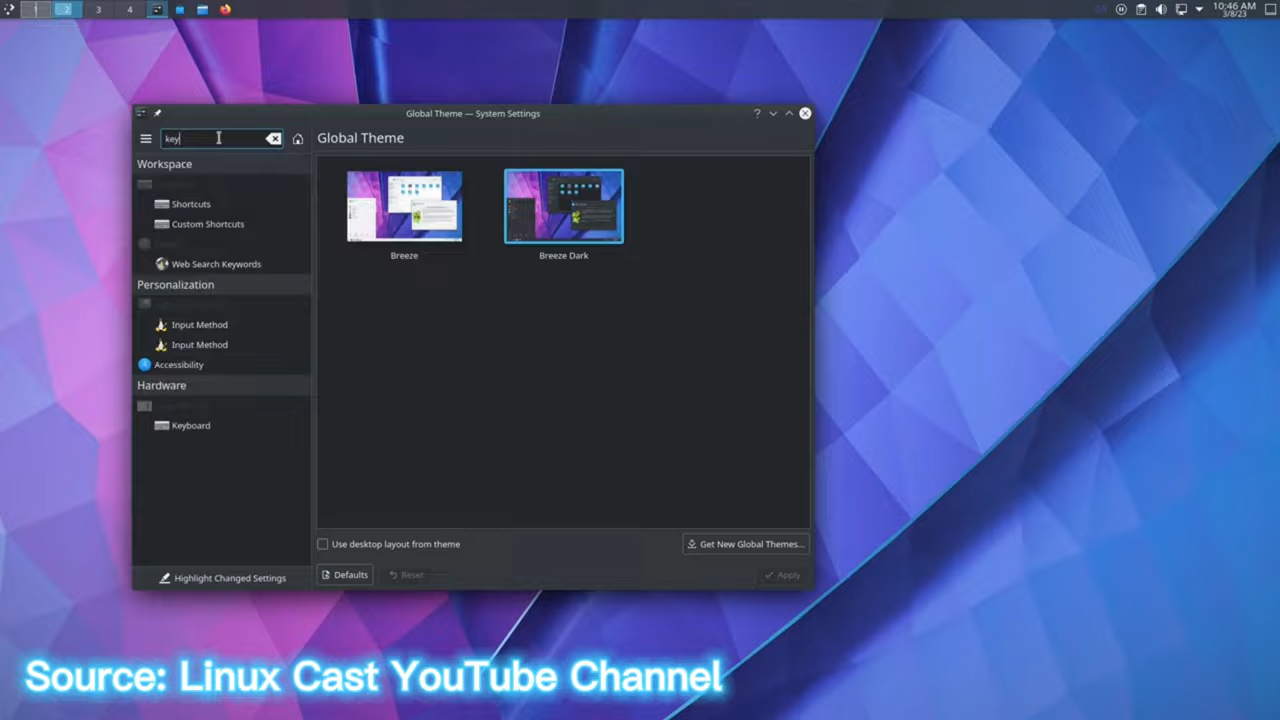 1
2
3
4
10:46 AM
3/8/23
Global Theme — System Settings
key
Global Theme
Workspace
Shortcuts
Custom Shortcuts
Web Search Keywords
Personalization
Input Method
Input Method
Accessibility
Hardware
Keyboard
Breeze
Breeze Dark
Use desktop layout from theme
Get New Global Themes...
Highlight Changed Settings
Defaults
Reset
Apply
Source: Linux Cast YouTube Channel